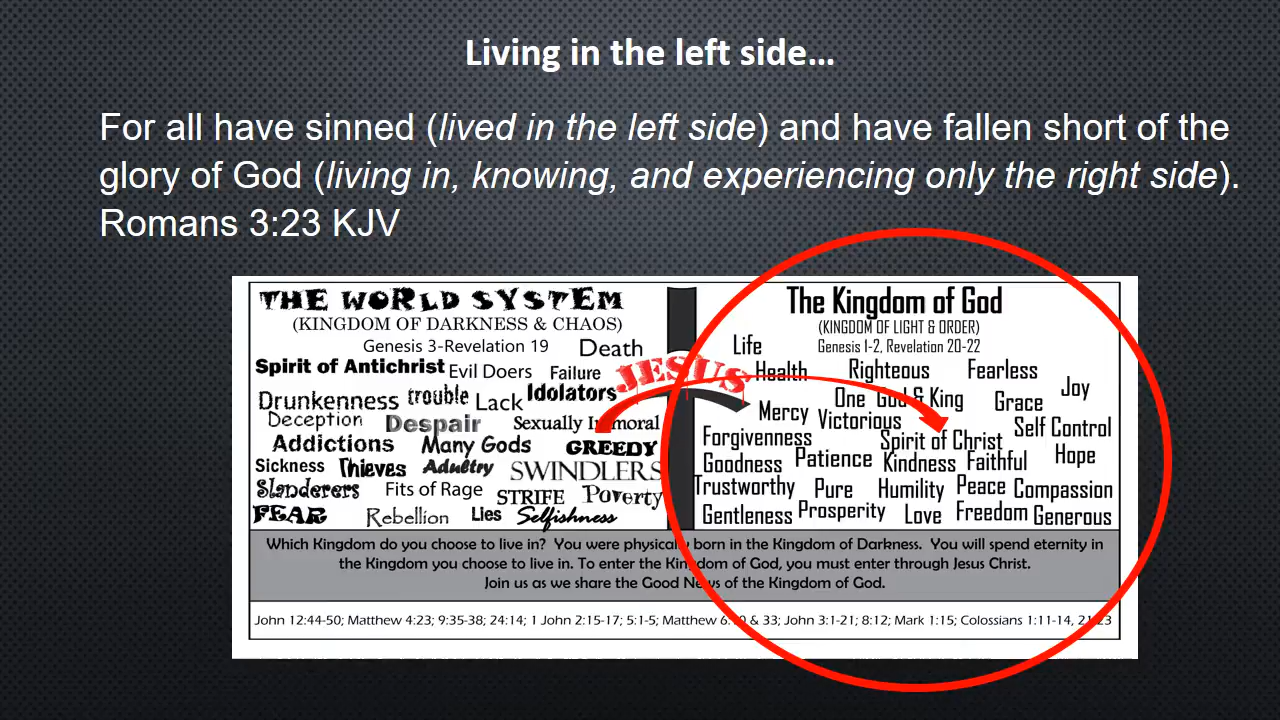 Living in the left side...
For all have sinned (lived in the left side) and have fallen short of the
glory of God (living in, knowing, and experiencing only the right side).
Romans 3:23 KJV
THE WORLD SYSTEM
(KINGDOM OF DARKNESS & CHAOS)
Genesis 3-Revelation 19
Death
Spirit of Antichrist Evil Doers Failure Idolators
Drunkenness trouble Lack
Deception Despair Sexually Immoral
Addictions Many Gods GREEDY
Sickness Thieves Adultry SWINDLERS
Slanderers Fits of Rage STRIFE Poverty
FEAR Rebellion Lies Selfishness
JESUS
The Kingdom of God
(KINGDOM OF LIGHT & ORDER)
Life Genesis 1-2, Revelation 20-22
Health Righteous Fearless
One God & King Grace Joy
Mercy Victorious Self Control
Forgivenness Spirit of Christ Hope
Goodness Patience Kindness Faithful
Trustworthy Pure Humility Peace Compassion
Gentleness Prosperity Love Freedom Generous
Which Kingdom do you choose to live in? You were physically born in the Kingdom of Darkness. You will spend eternity in
the Kingdom you choose to live in. To enter the Kingdom of God, you must enter through Jesus Christ.
Join us as we share the Good News of the Kingdom of God.
John 12:44-50; Matthew 4:23; 9:35-38; 24:14; 1 John 2:15-17; 5:1-5; Matthew & 33; John 3:1-21; 8:12; Mark 1:15; Colossians 1:11-14,